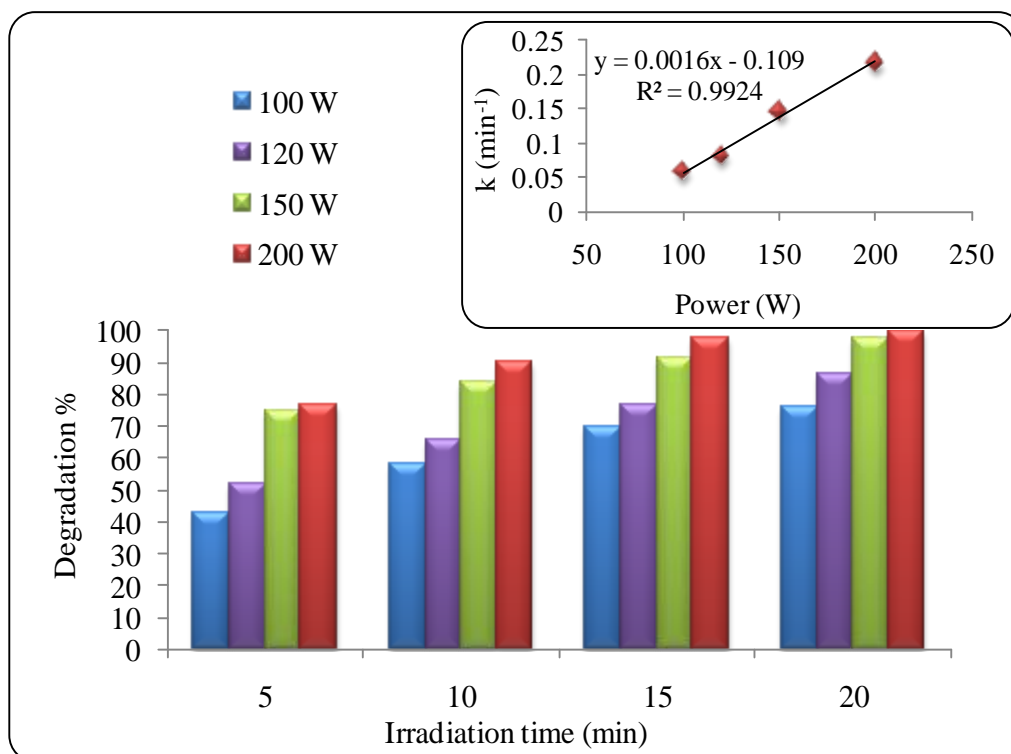 100 W
120 W
150 W
200 W
0.25
0.2
0.15
0.1
0.05
0
k (min⁻¹)
y = 0.0016x - 0.109
R² = 0.9924
50 100 150 200 250
Power (W)
100
90
80
70
60
50
40
30
20
10
0
Degradation %
5 10 15 20
Irradiation time (min)